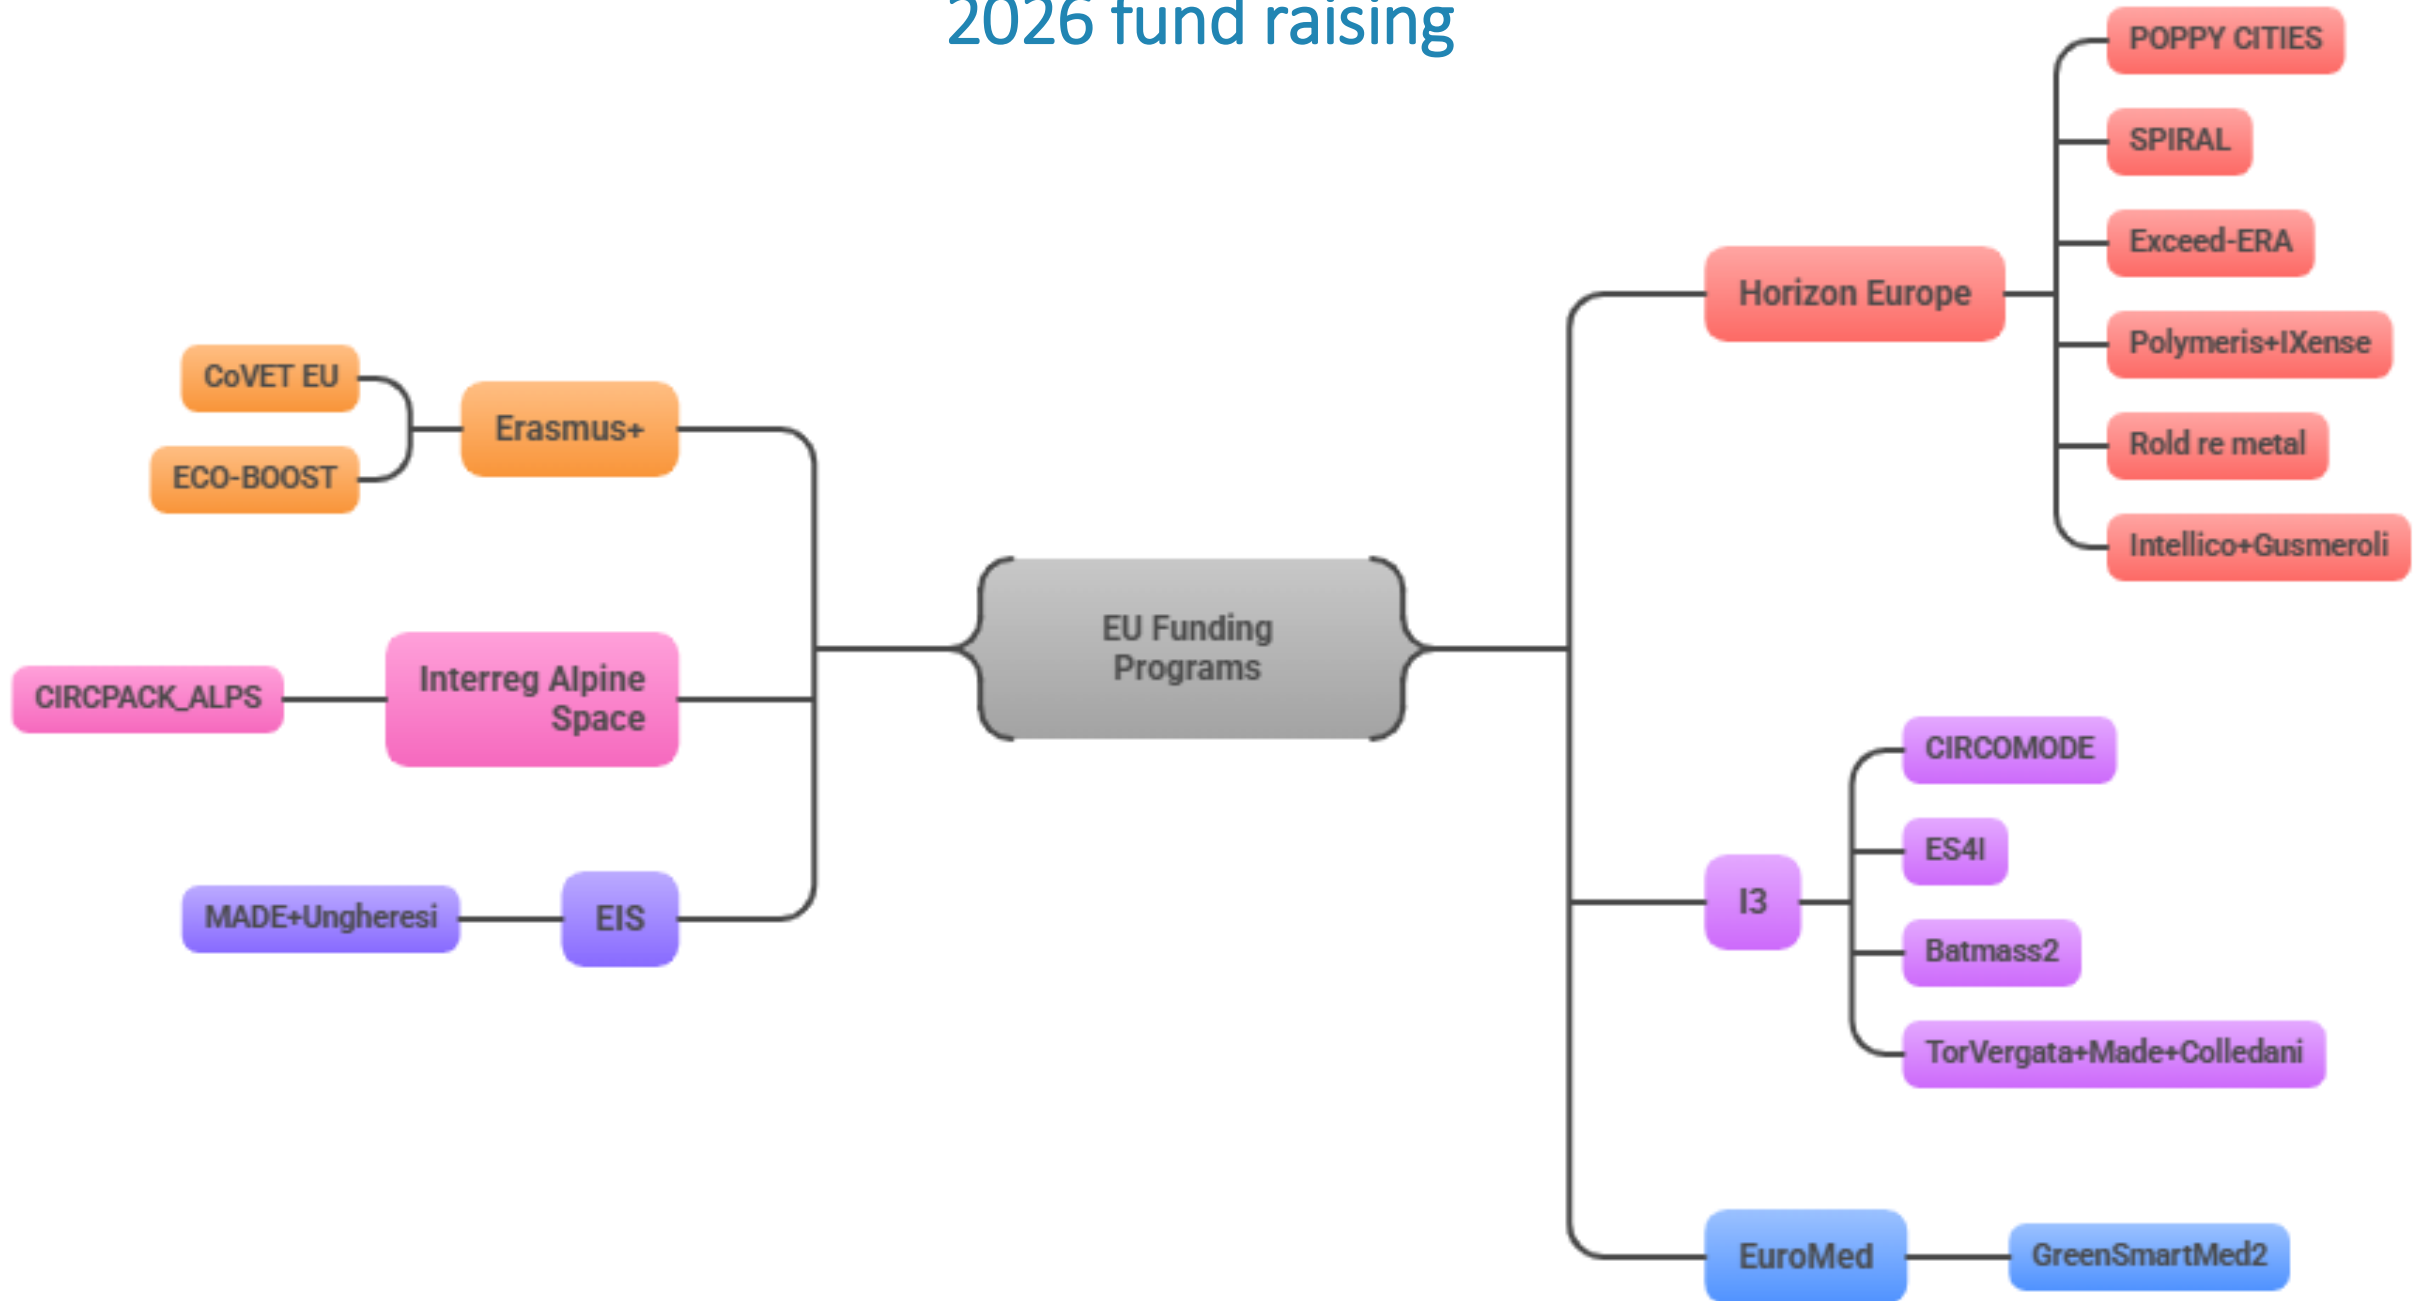 2026 fund raising
POPPY CITIES
SPIRAL
Exceed-ERA
Horizon Europe
Polymeris+IXense
Rold re metal
Intellico+Gusmeroli
CoVET EU
Erasmus+
ECO-BOOST
EU Funding
Programs
Interreg Alpine
Space
CIRCPACK_ALPS
MADE+Ungheresi
EIS
CIRCOMODE
ES4I
I3
Batmass2
TorVergata+Made+Colledani
EuroMed
GreenSmartMed2